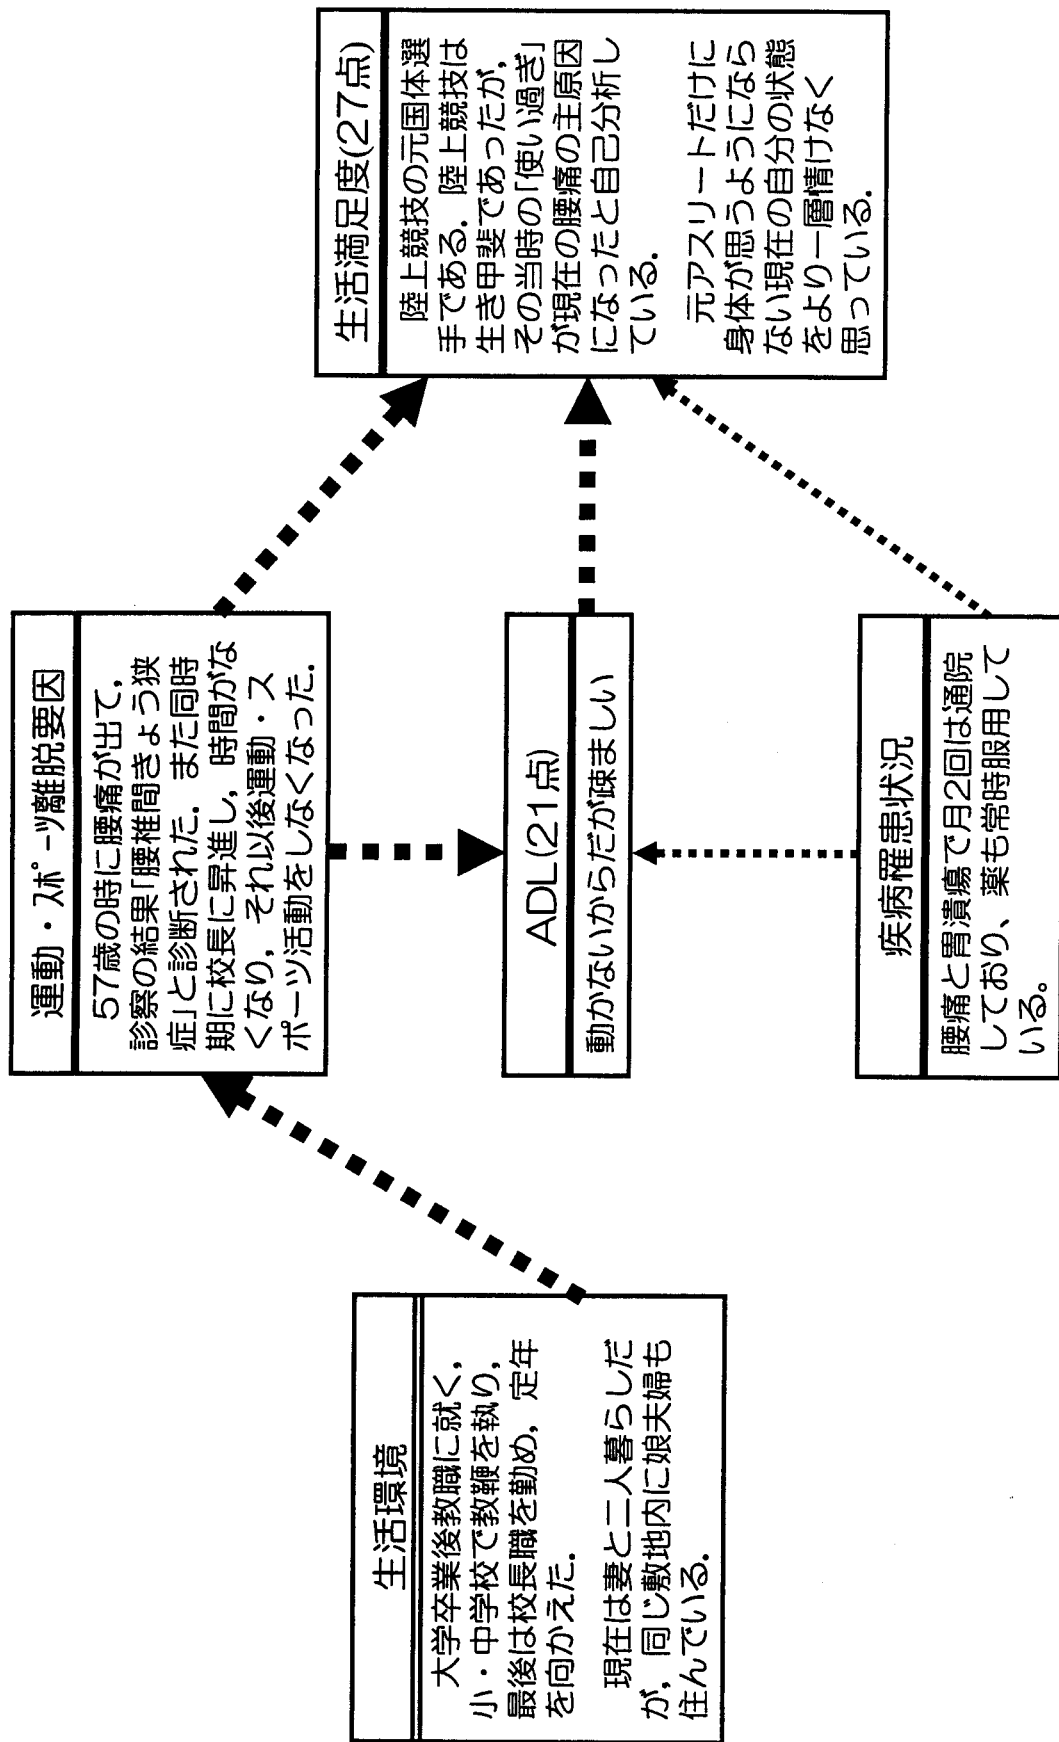 生活環境
大学卒業後教職に就く,
小・中学校で教鞭を執り,
最後は校長職を勤め, 定年
を向かえた.
現在は妻と二人暮らしだ
が, 同じ敷地内に娘夫婦も
住んでいる.
運動・ｽﾎﾟｰﾂ離脱要因
57歳の時に腰痛が出て,
診察の結果「腰椎間きょう狭
症」と診断された. また同時
期に校長に昇進し, 時間がな
くなり, それ以後運動・ス
ポーツ活動をしなくなった.
ADL(21点)
動かないからだが疎ましい
疾病罹患状況
腰痛と胃潰瘍で月2回は通院
しており、薬も常時服用して
いる。
生活満足度(27点)
陸上競技の元国体選
手である. 陸上競技は
生き甲斐であったが,
その当時の「使い過ぎ」
が現在の腰痛の主原因
になったと自己分析し
ている.
元アスリートだけに
身体が思うようになら
ない現在の自分の状態
をより一層情けなく
思っている.